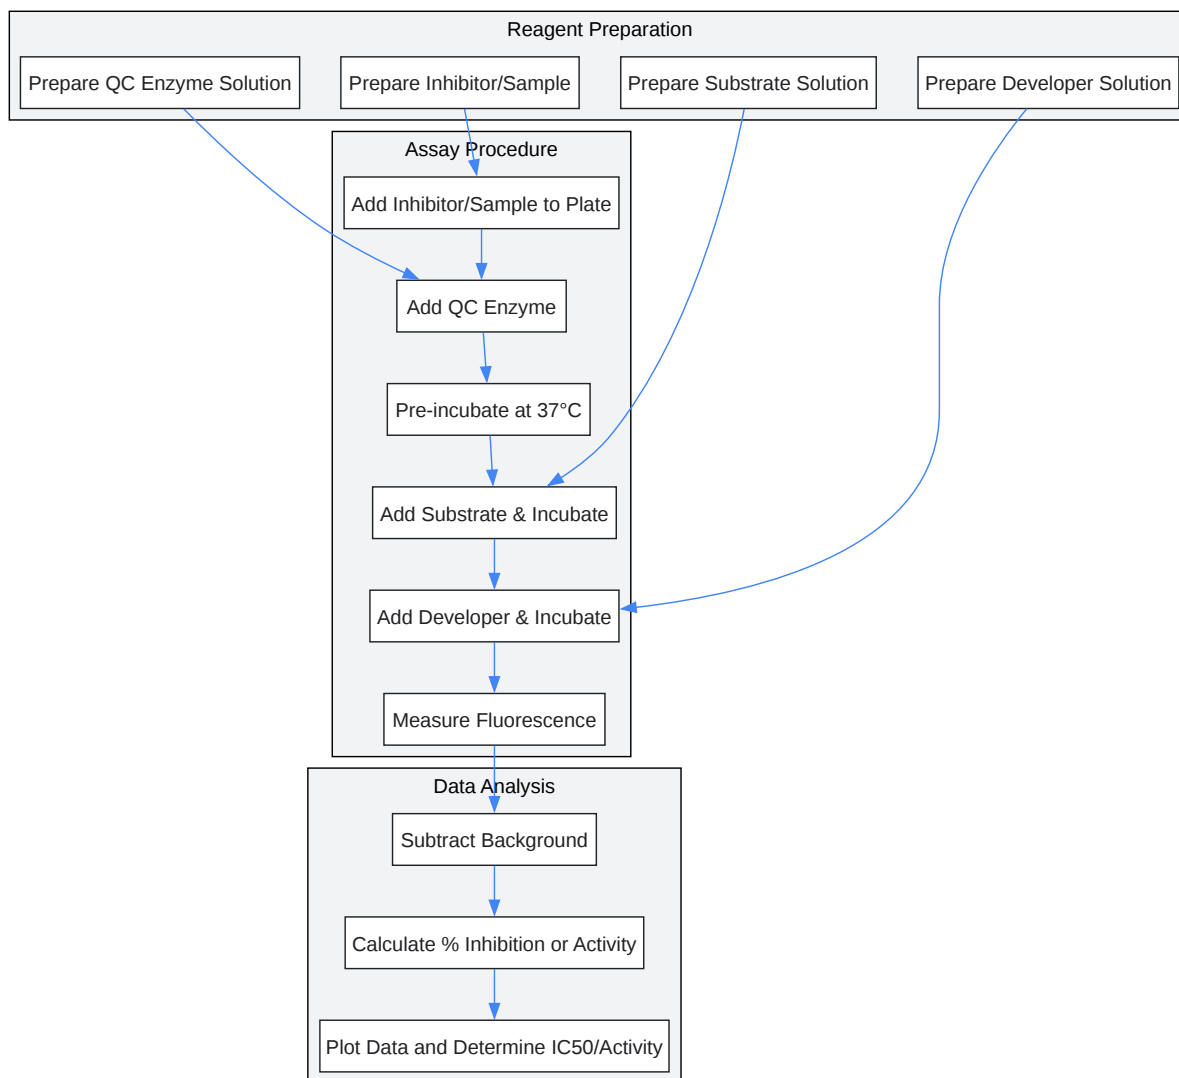 Reagent Preparation
Prepare QC Enzyme Solution
Prepare Inhibitor/Sample
Prepare Substrate Solution
Prepare Developer Solution
Assay Procedure
Add Inhibitor/Sample to Plate
Add QC Enzyme
Pre-incubate at 37°C
Add Substrate & Incubate
Add Developer & Incubate
Measure Fluorescence
Data Analysis
Subtract Background
Calculate % Inhibition or Activity
Plot Data and Determine IC50/Activity